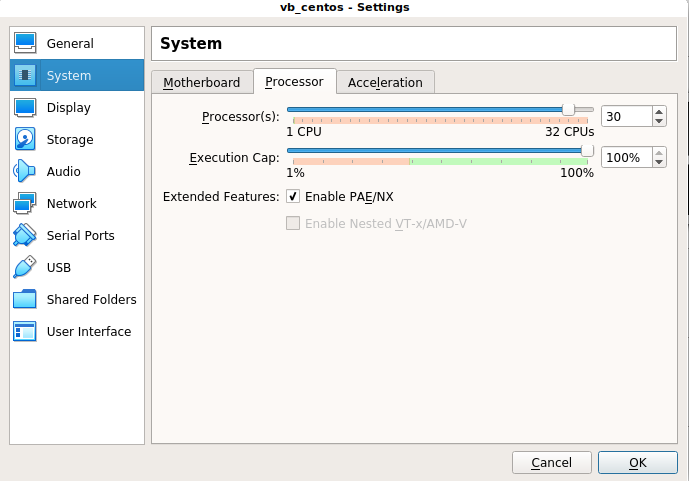 vb_centos - Settings
General
System
Display
Storage
Audio
Network
Serial Ports
USB
Shared Folders
User Interface
System
Motherboard Processor Acceleration
Processor(s): 30
1 CPU 32 CPUs
Execution Cap: 100%
1% 100%
Extended Features: Enable PAE/NX
Enable Nested VT-x/AMD-V
Cancel OK